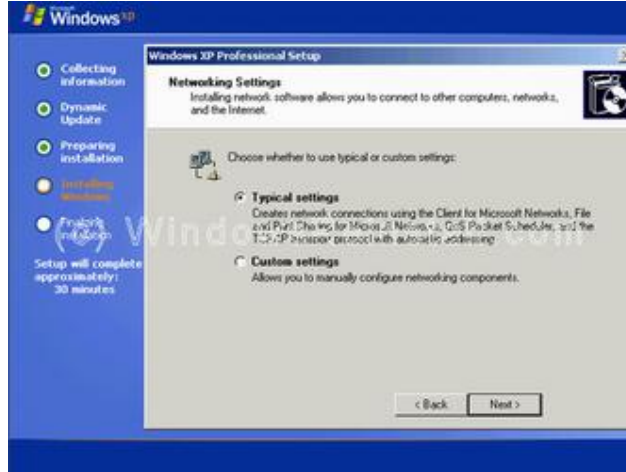 Microsoft
Windows xp
Collecting
information
Dynamic
Update
Preparing
installation
Installing
Windows
Finalizing
installation
Setup will complete
approximately:
30 minutes
Windows XP Professional Setup
Networking Settings
Installing network software allows you to connect to other computers, networks,
and the Internet.
Choose whether to use typical or custom settings:
Typical settings
Creates network connections using the Client for Microsoft Networks, File
and Print Sharing for Microsoft Networks, QoS Packet Scheduler, and the
TCP/IP transport protocol with automatic addressing.
Custom settings
Allows you to manually configure networking components.
< Back
Next >
(c) Windows
.com